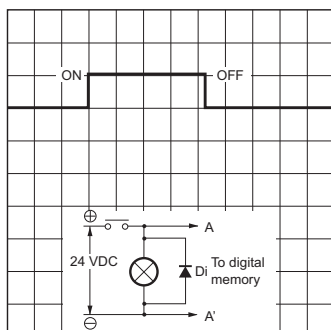 ON OFF
⊕
A
24 VDC
Di
To digital
memory
⊖
A'